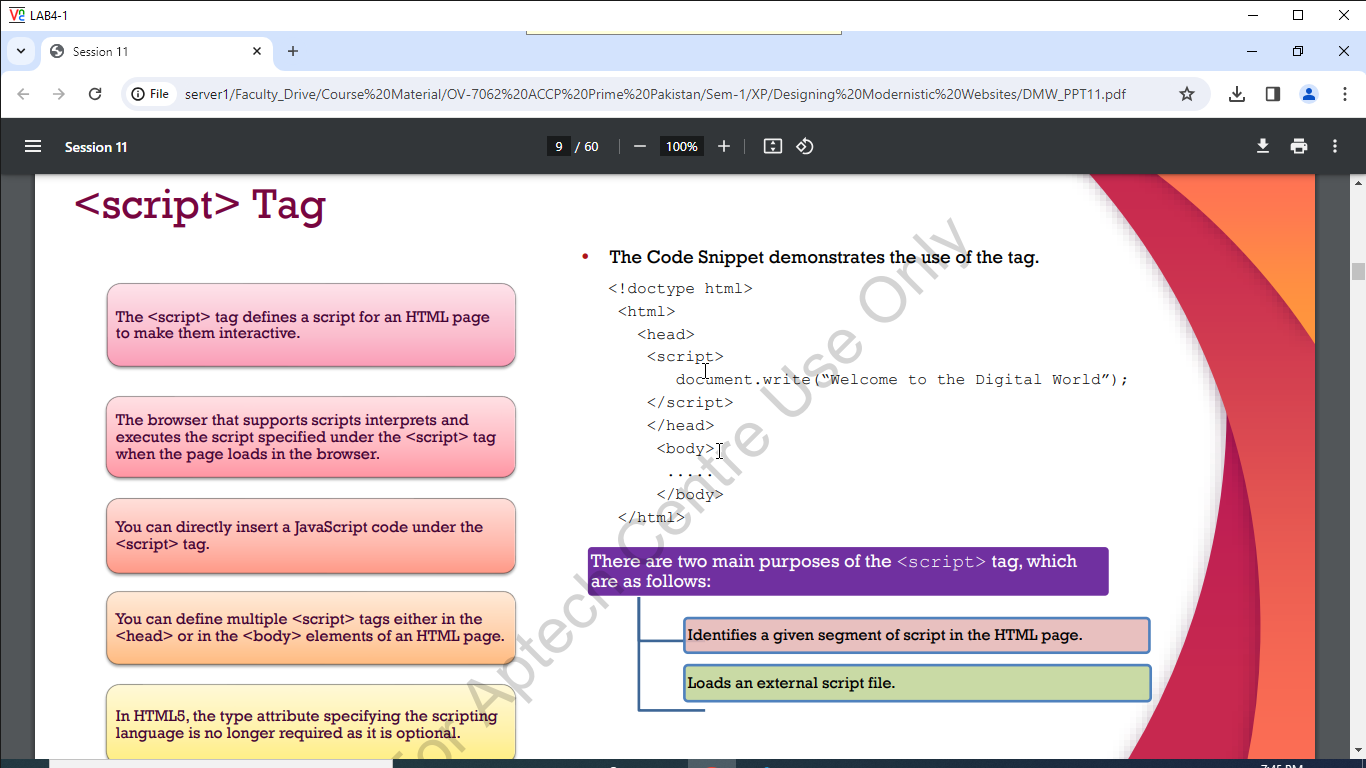 LAB4-1
Session 11
File
server1/Faculty_Drive/Course%20Material/OV-7062%20ACCP%20Prime%20Pakistan/Sem-1/XP/Designing%20Modernistic%20Websites/DMW_PPT11.pdf
Session 11
9 / 60
100%
<script> Tag
The <script> tag defines a script for an HTML page
to make them interactive.
The browser that supports scripts interprets and
executes the script specified under the <script> tag
when the page loads in the browser.
You can directly insert a JavaScript code under the
<script> tag.
You can define multiple <script> tags either in the
<head> or in the <body> elements of an HTML page.
In HTML5, the type attribute specifying the scripting
language is no longer required as it is optional.
• The Code Snippet demonstrates the use of the tag.
<!doctype html>
<html>
<head>
<script>
document.write(“Welcome to the Digital World”);
</script>
</head>
<body>
.....
</body>
</html>
There are two main purposes of the <script> tag, which
are as follows:
Identifies a given segment of script in the HTML page.
Loads an external script file.
For Aptech Centre Use Only